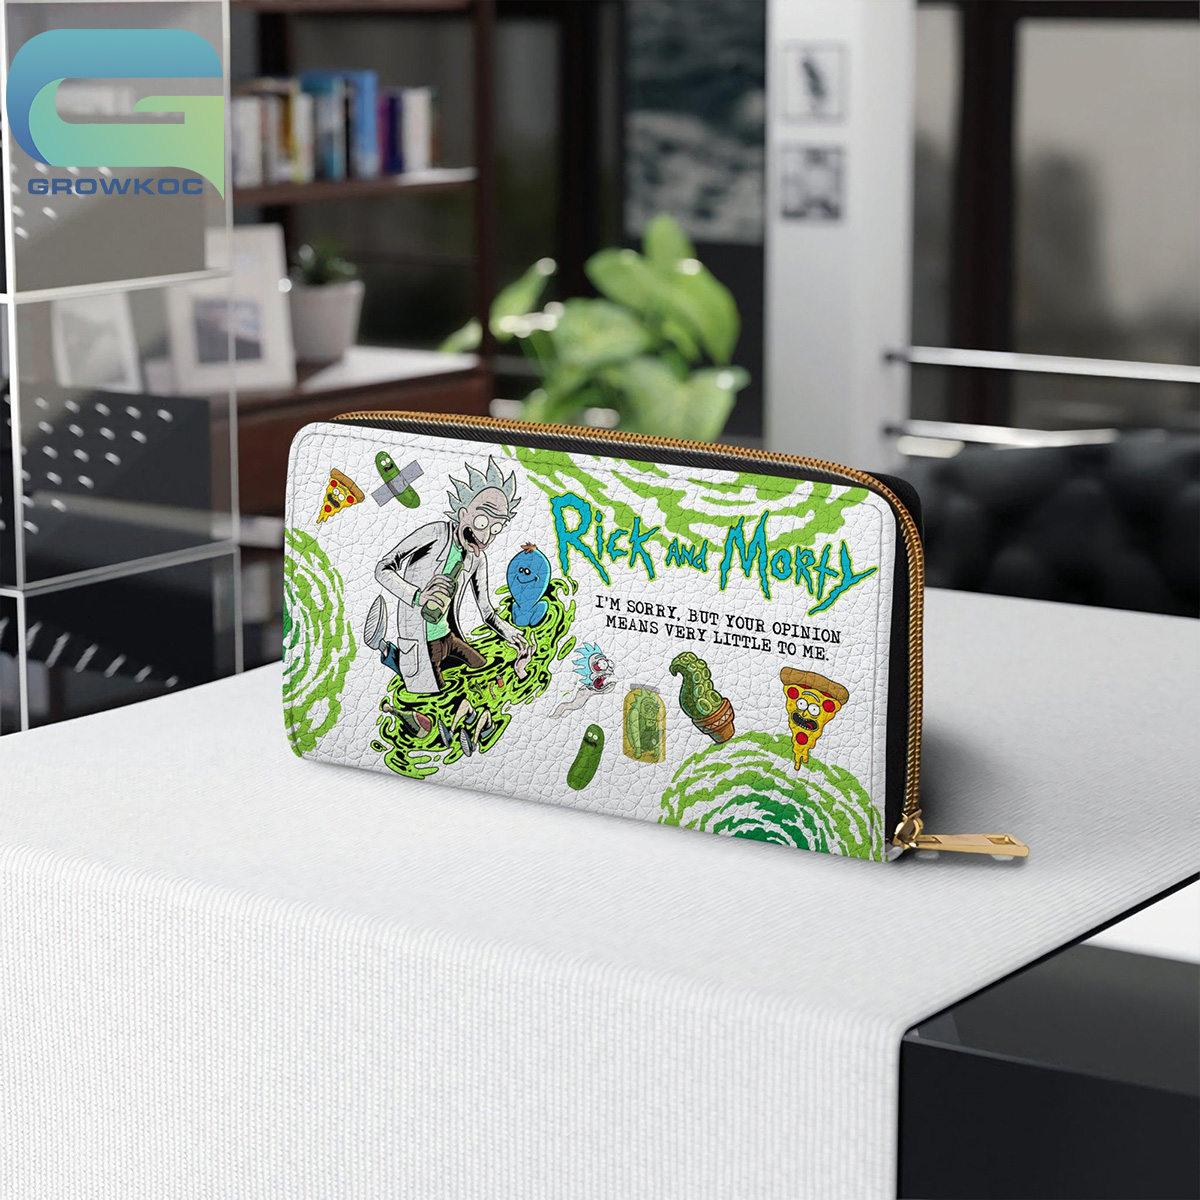 GROWKOC
RICK AND MORTY
I'M SORRY, BUT YOUR OPINION
MEANS VERY LITTLE TO ME.